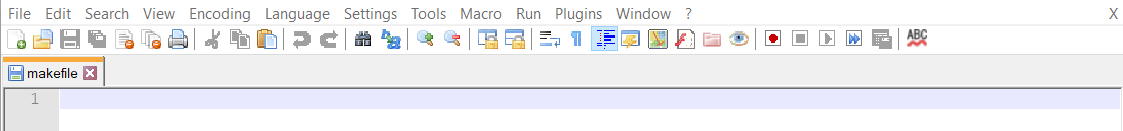 File Edit Search View Encoding Language Settings Tools Macro Run Plugins Window ? X
ABC
makefile
1